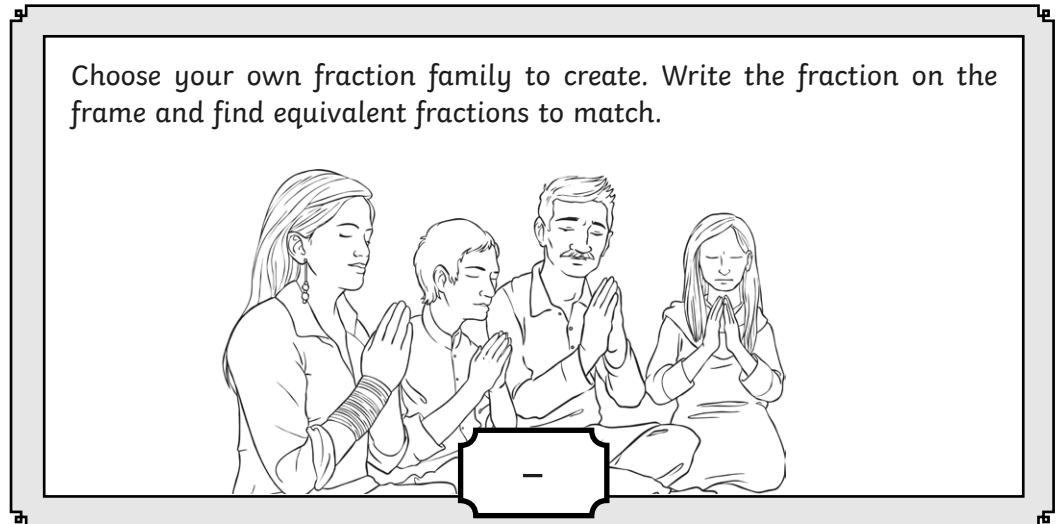 Choose your own fraction family to create. Write the fraction on the
frame and find equivalent fractions to match.
–